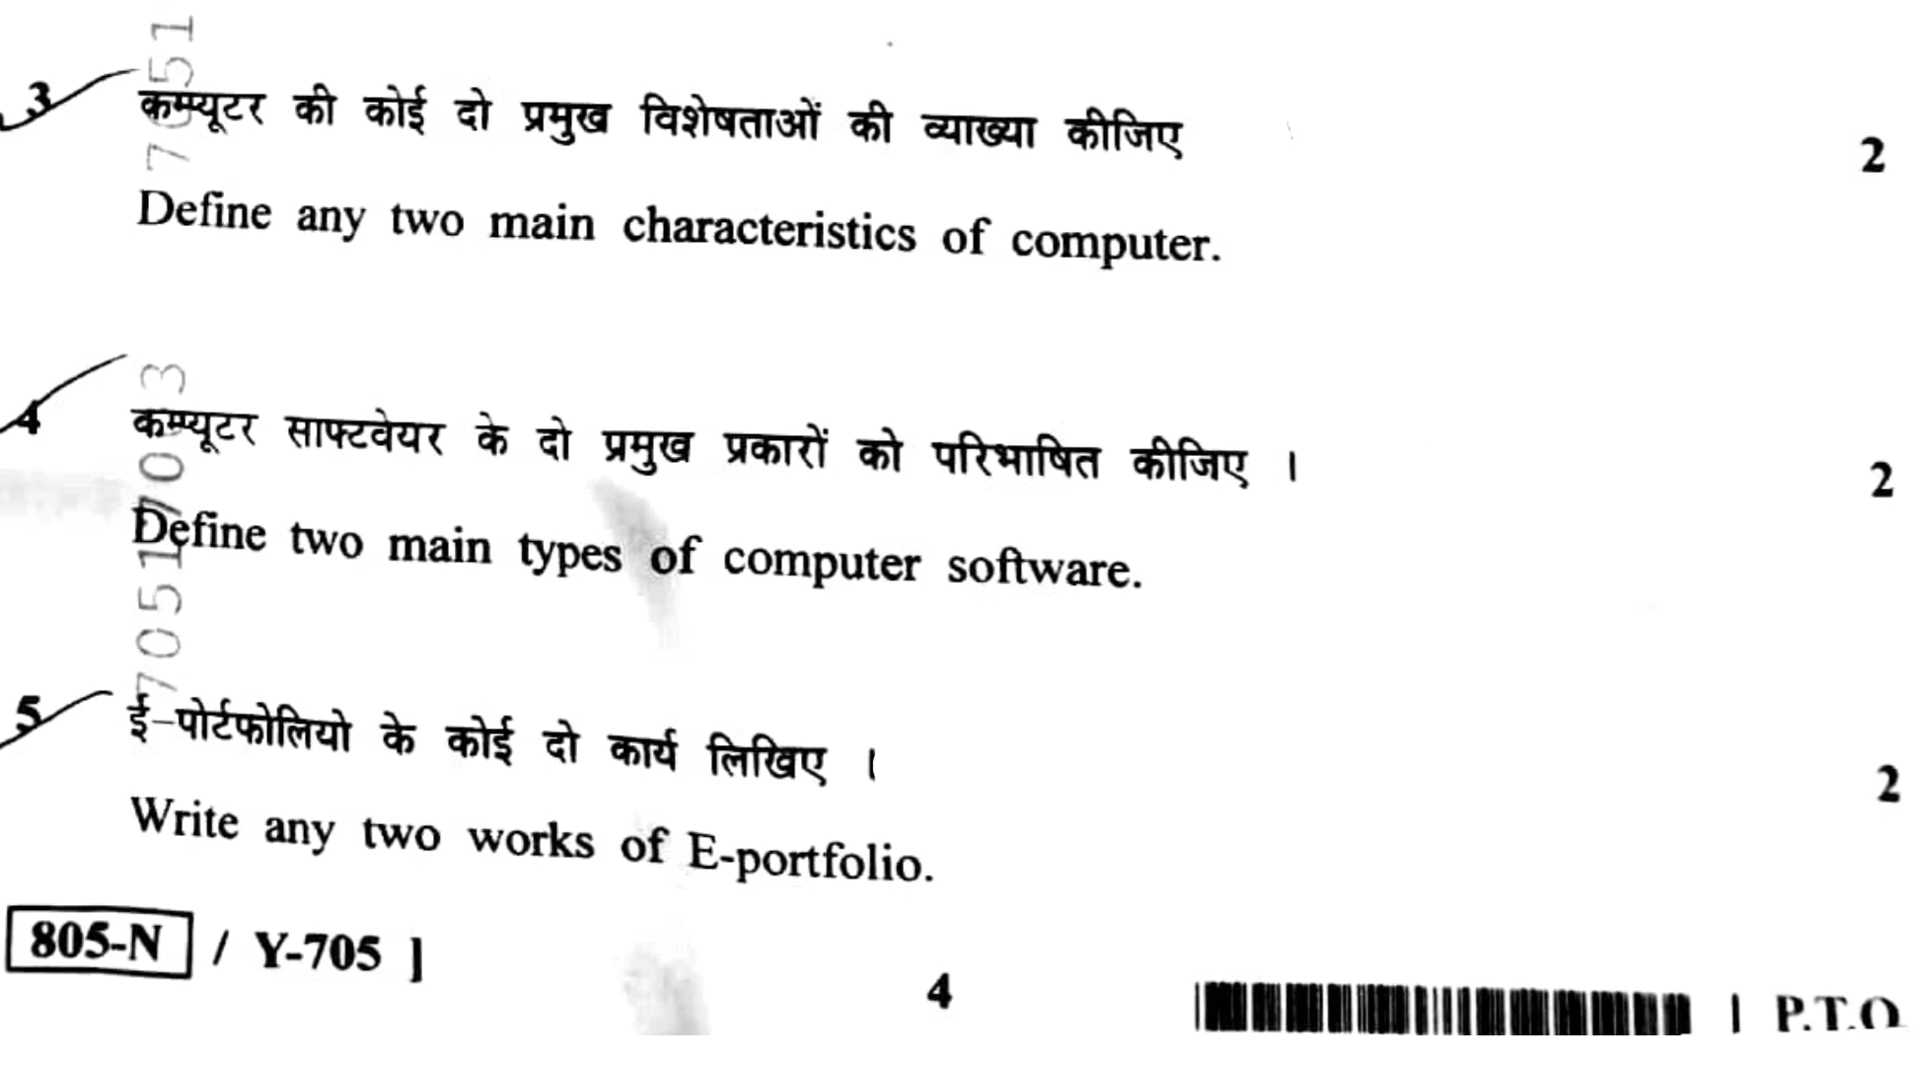 3 कम्प्यूटर की कोई दो प्रमुख विशेषताओं की व्याख्या कीजिए 2
Define any two main characteristics of computer.
4 कम्प्यूटर साफ्टवेयर के दो प्रमुख प्रकारों को परिभाषित कीजिए । 2
Define two main types of computer software.
5 ई-पोर्टफोलियो के कोई दो कार्य लिखिए । 2
Write any two works of E-portfolio.
805-N / Y-705 ] 4 [ P.T.O
7051703
7051